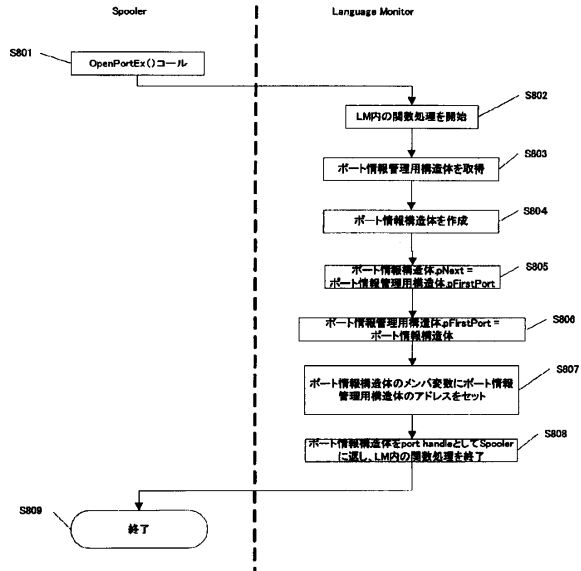 Spooler
Language Monitor
S801
OpenPortEx()コール
S802
LM内の関数処理を開始
S803
ポート情報管理用構造体を取得
S804
ポート情報構造体を作成
S805
ポート情報構造体.pNext =
ポート情報管理用構造体.pFirstPort
S806
ポート情報管理用構造体.pFirstPort =
ポート情報構造体
S807
ポート情報構造体のメンバ変数にポート情報
管理用構造体のアドレスをセット
S808
ポート情報構造体をport handleとしてSpooler
に返し、LM内の関数処理を終了
S809
終了